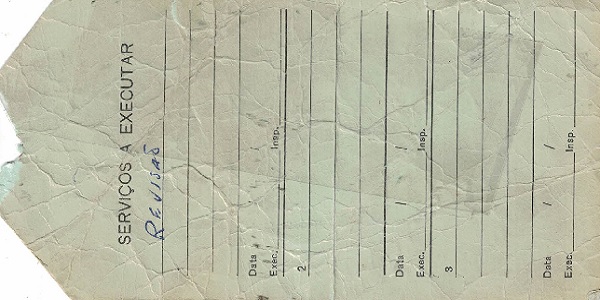 SERVIÇOS A EXECUTAR
REVISÃO
Data / /
Exec. Insp.
2
Data / /
Exec. Insp.
3
Data / /
Exec. Insp.